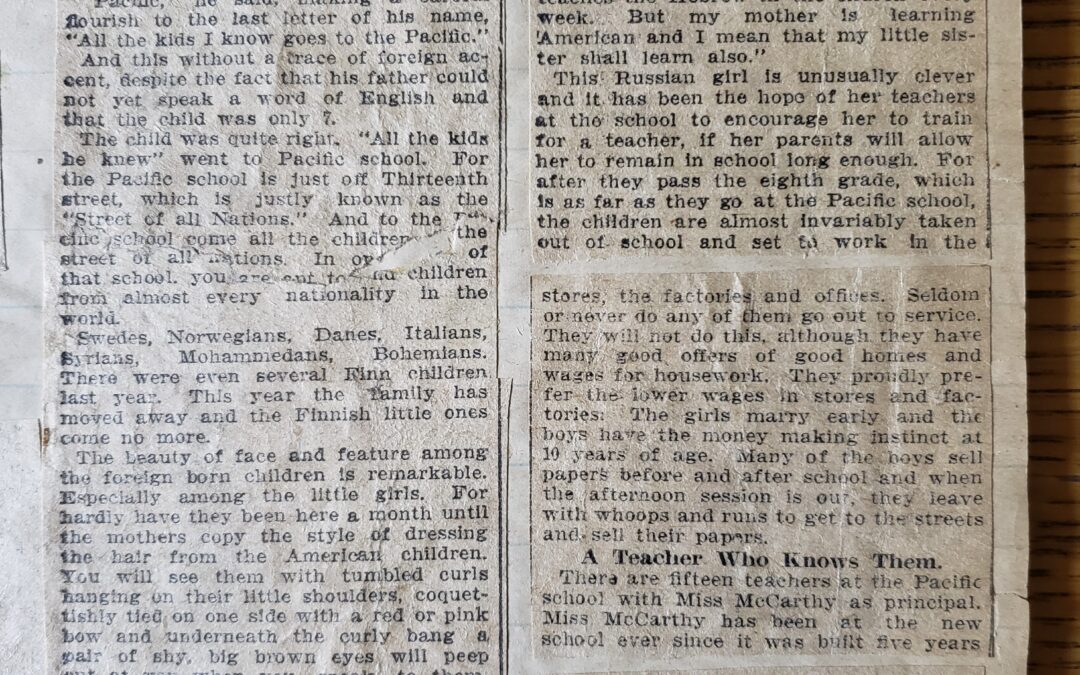 "Pacific," he said,
flourish to the last letter of his name,
"All the kids I know goes to the Pacific."
And this without a trace of foreign ac-
cent, despite the fact that his father could
not yet speak a word of English and
that the child was only 7.
The child was quite right. "All the kids
he knew" went to Pacific school. For
the Pacific school is just off Thirteenth
street, which is justly known as the
"Street of all Nations." And to the
cific school come all the children the
street of all Nations. In of
that school, you are apt to children
from almost every nationality in the
world.
Swedes, Norwegians, Danes, Italians,
Syrians, Mohammedans, Bohemians.
There were even several Finn children
last year. This year the family has
moved away and the Finnish little ones
come no more.
The beauty of face and feature among
the foreign born children is remarkable.
Especially among the little girls. For
hardly have they been here a month until
the mothers copy the style of dressing
the hair from the American children.
You will see them with tumbled curls
hanging on their little shoulders, coquet-
tishly tied on one side with a red or pink
bow and underneath the curly bang a
pair of shy, big brown eyes will peep
out at you when you speak to them.
teaches the Hebrew in the church
week. But my mother is learning
American and I mean that my little sis-
ter shall learn also."
This Russian girl is unusually clever
and it has been the hope of her teachers
at the school to encourage her to train
for a teacher, if her parents will allow
her to remain in school long enough. For
after they pass the eighth grade, which
is as far as they go at the Pacific school,
the children are almost invariably taken
out of school and set to work in the
stores, the factories and offices. Seldom
or never do any of them go out to service.
They will not do this, although they have
many good offers of good homes and
wages for housework. They proudly pre-
fer the lower wages in stores and fac-
tories. The girls marry early and the
boys have the money making instinct at
10 years of age. Many of the boys sell
papers before and after school and when
the afternoon session is out, they leave
with whoops and runs to get to the streets
and sell their papers.
A Teacher Who Knows Them.
There are fifteen teachers at the Pacific
school with Miss McCarthy as principal.
Miss McCarthy has been at the new
school ever since it was built five years